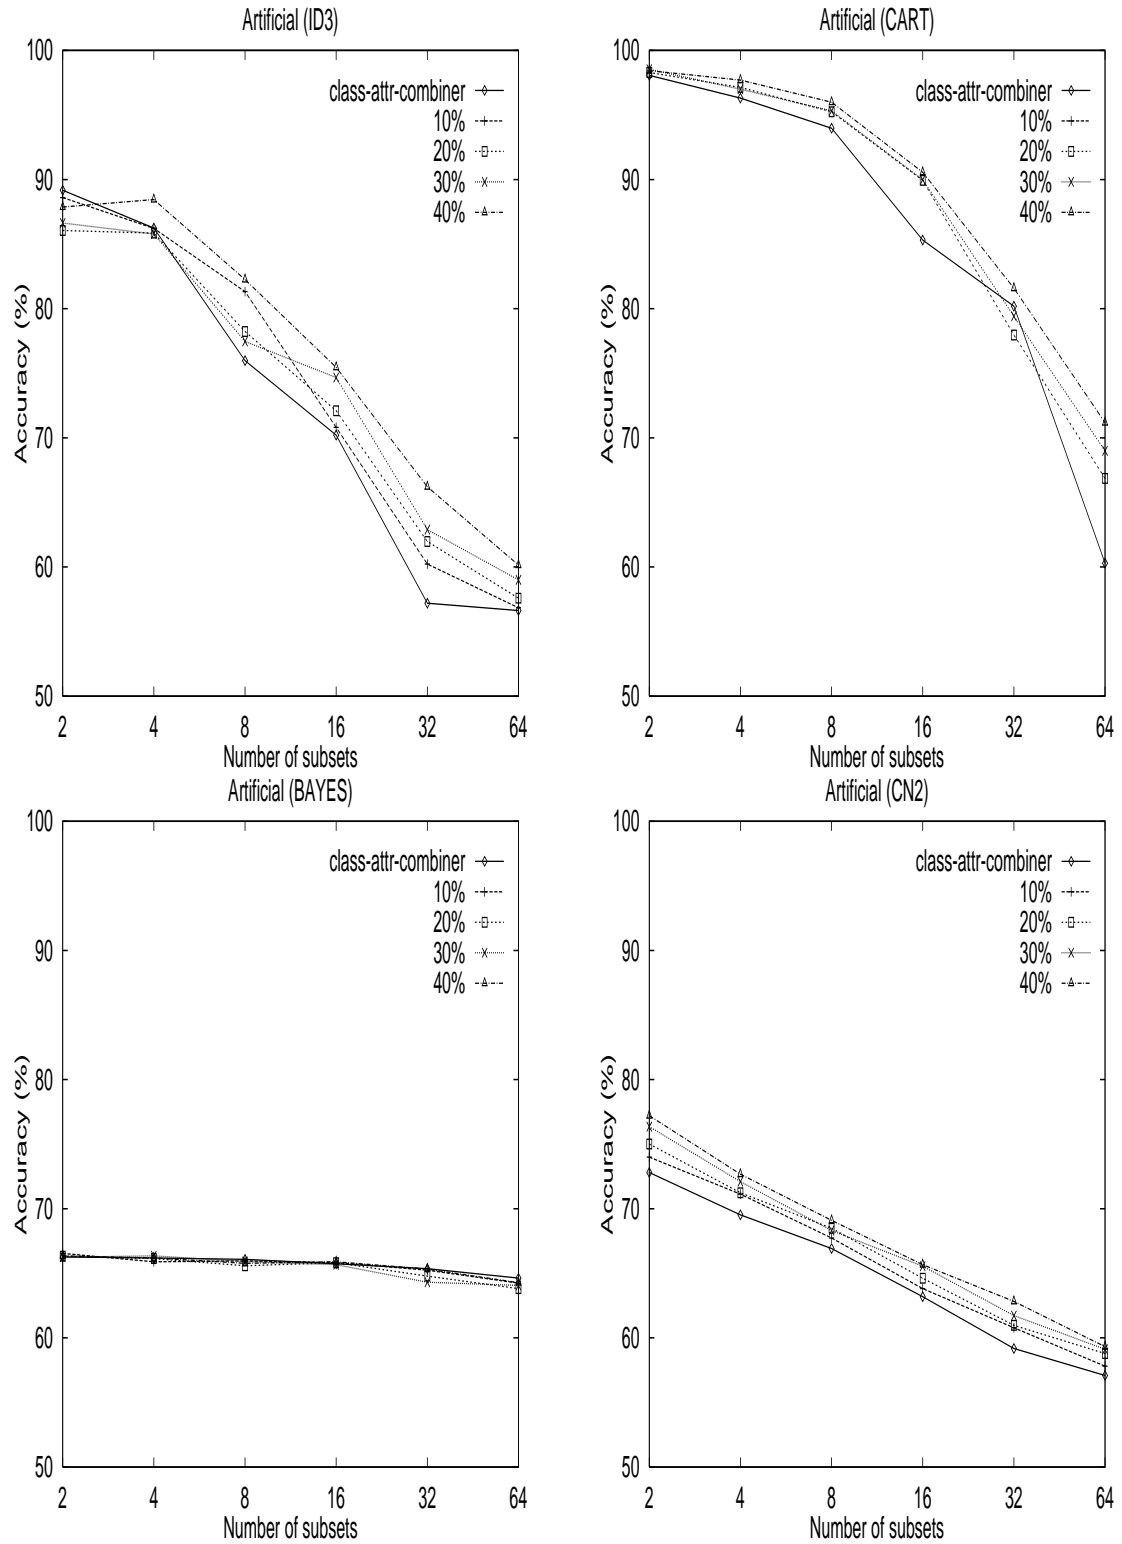 Artificial (ID3)
100
90
80
70
60
50
Accuracy (%)
class-attr-combiner
10%
20%
30%
40%
2 4 8 16 32 64
Number of subsets
Artificial (CART)
100
90
80
70
60
50
Accuracy (%)
class-attr-combiner
10%
20%
30%
40%
2 4 8 16 32 64
Number of subsets
Artificial (BAYES)
100
90
80
70
60
50
Accuracy (%)
class-attr-combiner
10%
20%
30%
40%
2 4 8 16 32 64
Number of subsets
Artificial (CN2)
100
90
80
70
60
50
Accuracy (%)
class-attr-combiner
10%
20%
30%
40%
2 4 8 16 32 64
Number of subsets